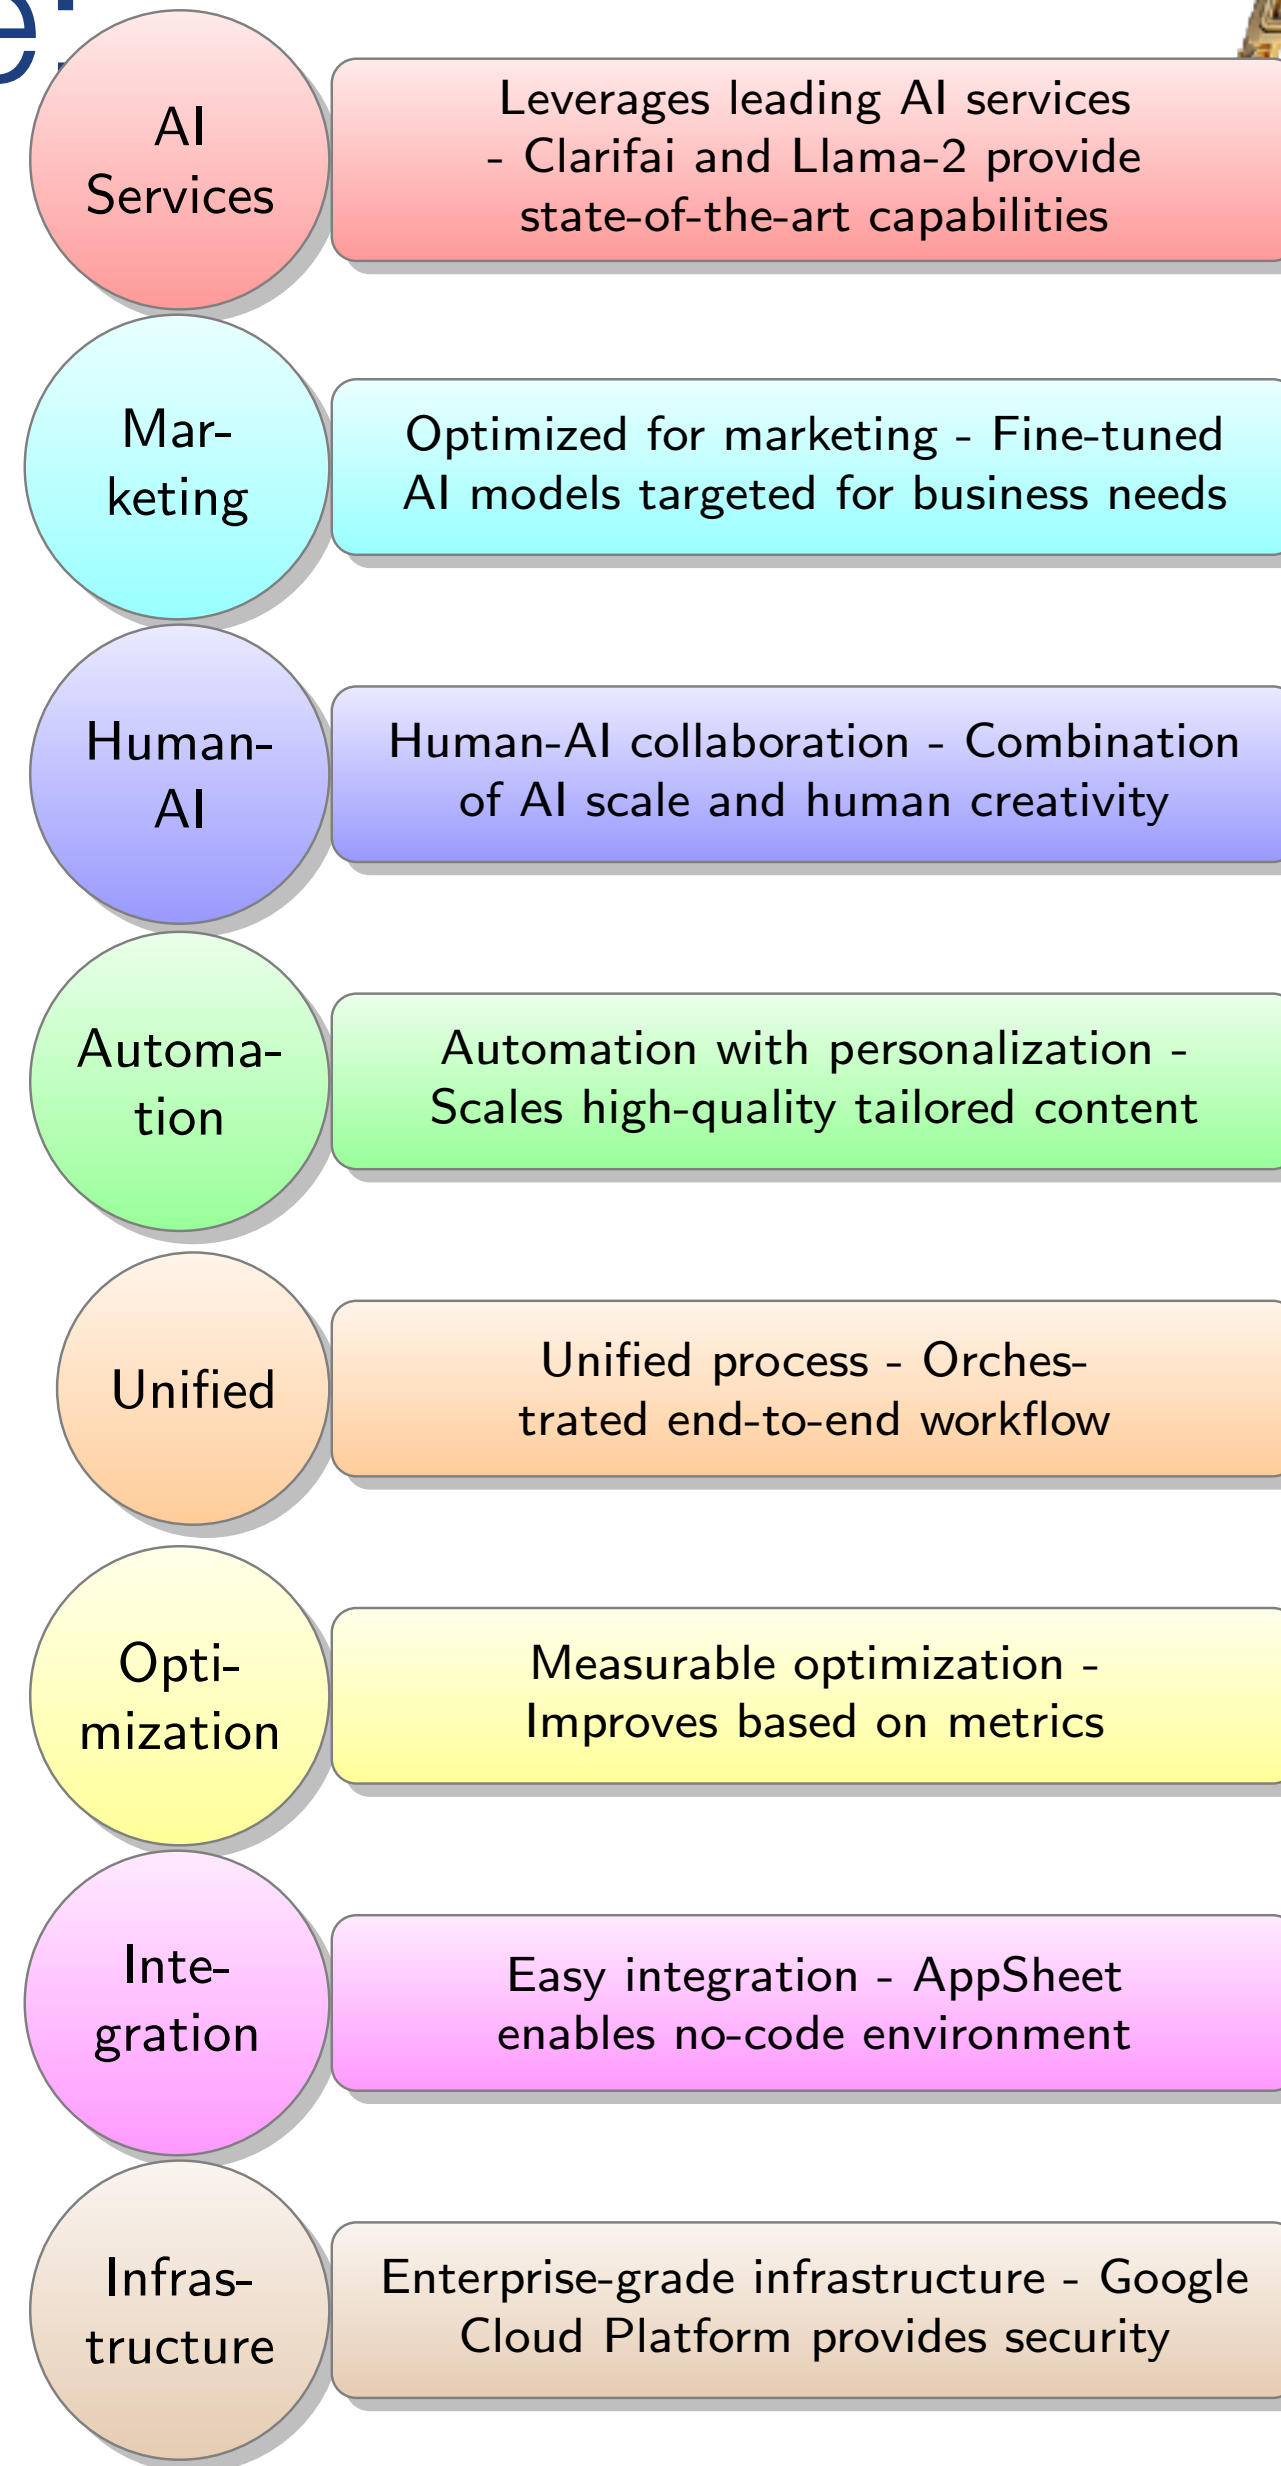 e:
AI
Services
Leverages leading AI services
- Clarifai and Llama-2 provide
state-of-the-art capabilities
Mar-
keting
Optimized for marketing - Fine-tuned
AI models targeted for business needs
Human-
AI
Human-AI collaboration - Combination
of AI scale and human creativity
Automa-
tion
Automation with personalization -
Scales high-quality tailored content
Unified
Unified process - Orches-
trated end-to-end workflow
Opti-
mization
Measurable optimization -
Improves based on metrics
Inte-
gration
Easy integration - AppSheet
enables no-code environment
Infras-
tructure
Enterprise-grade infrastructure - Google
Cloud Platform provides security